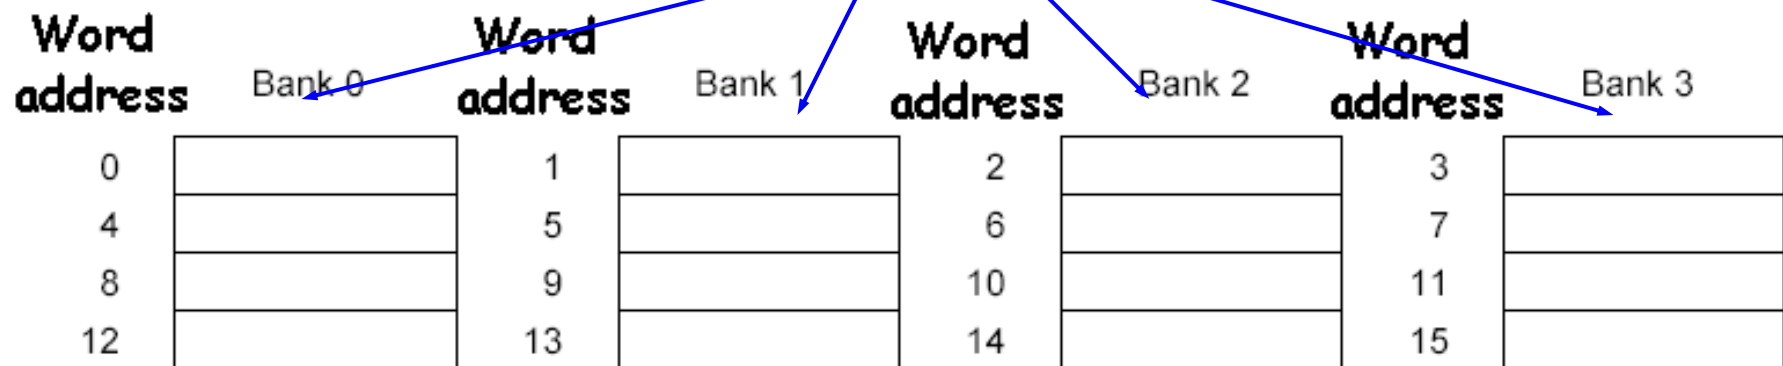 Word Word Word Word
address Bank 0 address Bank 1 address Bank 2 address Bank 3
0 1 2 3
4 5 6 7
8 9 10 11
12 13 14 15